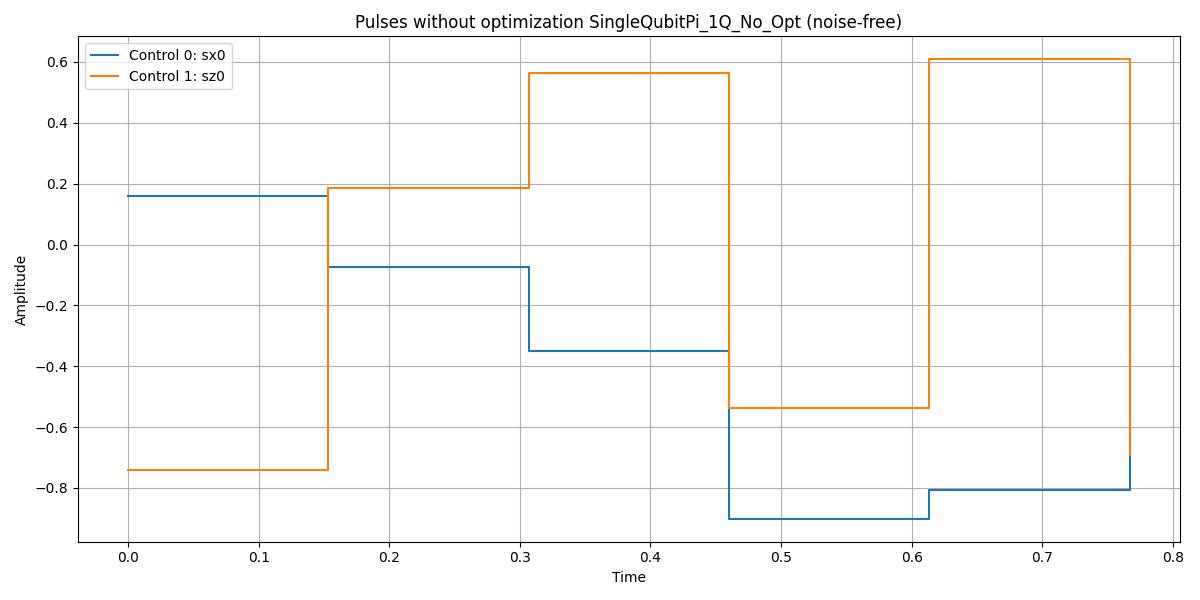 Pulses without optimization SingleQubitPi_1Q_No_Opt (noise-free)
Control 0: sx0
Control 1: sz0
Amplitude
0.6
0.4
0.2
0.0
−0.2
−0.4
−0.6
−0.8
0.0 0.1 0.2 0.3 0.4 0.5 0.6 0.7 0.8
Time